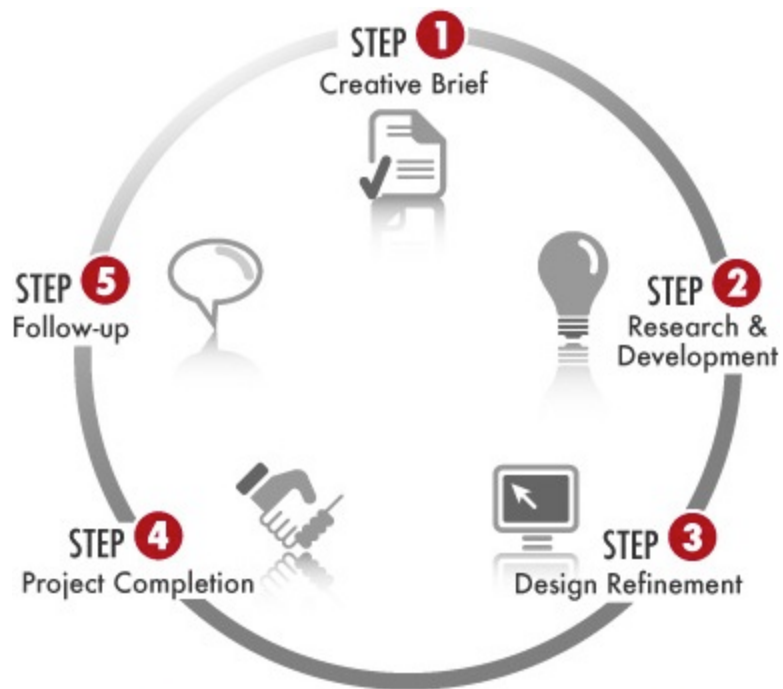 STEP 1
Creative Brief
STEP 2
Research &
Development
STEP 3
Design Refinement
STEP 4
Project Completion
STEP 5
Follow-up